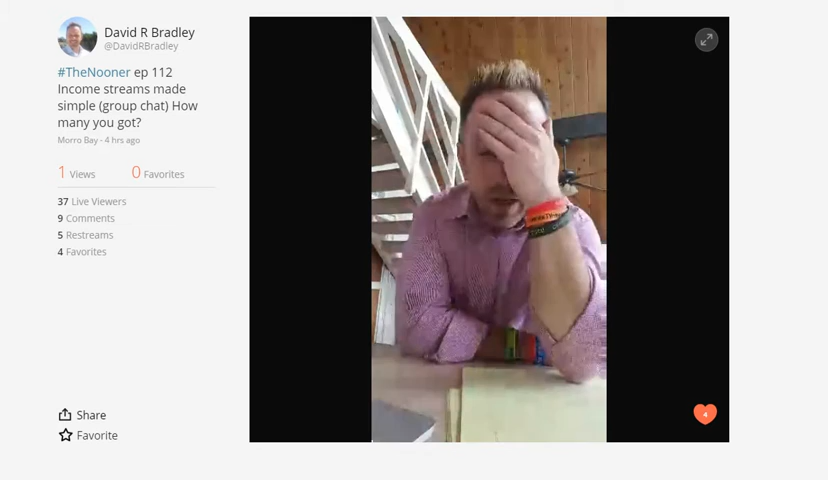 David R Bradley
@DavidRBradley
#TheNooner ep 112
Income streams made
simple (group chat) How
many you got?
Morro Bay - 4 hrs ago
1 Views 0 Favorites
37 Live Viewers
9 Comments
5 Restreams
4 Favorites
Share
Favorite
4